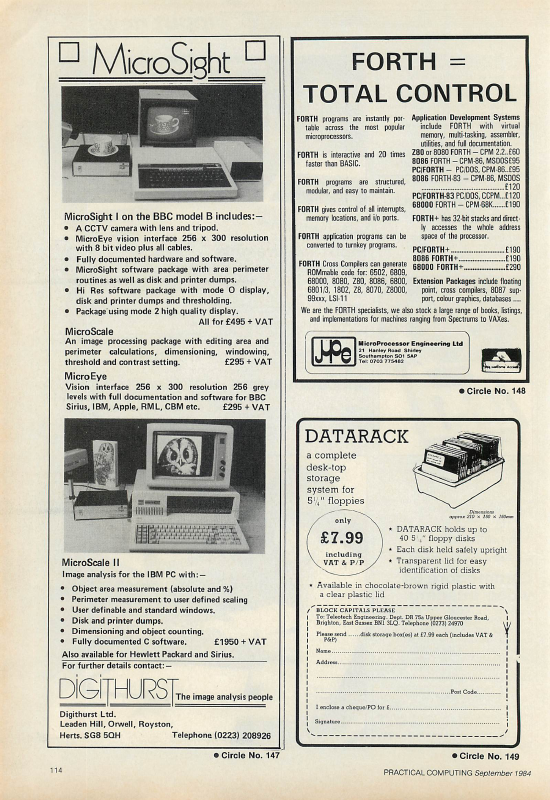 MicroSight
MicroSight I on the BBC model B includes:—
• A CCTV camera with lens and tripod.
• MicroEye vision interface 256 x 300 resolution
with 8 bit video plus all cables.
• Fully documented hardware and software.
• MicroSight software package with area perimeter
routines as well as disk and printer dumps.
• Hi Res software package with mode O display,
disk and printer dumps and thresholding.
• Package using mode 2 high quality display.
All for £495 + VAT
MicroScale
An image processing package with editing area and
perimeter calculations, dimensioning, windowing,
threshold and contrast setting. £295 + VAT
MicroEye
Vision interface 256 x 300 resolution 256 grey
levels with full documentation and software for BBC
Sirius, IBM, Apple, RML, CBM etc. £295 + VAT
MicroScale II
Image analysis for the IBM PC with:—
• Object area measurement (absolute and %)
• Perimeter measurement to user defined scaling
• User definable and standard windows.
• Disk and printer dumps.
• Dimensioning and object counting.
• Fully documented C software. £1950 + VAT
Also available for Hewlett Packard and Sirius.
For further details contact:—
DIGITHURST The image analysis people
Digithurst Ltd.
Leaden Hill, Orwell, Royston,
Herts. SG8 5QH Telephone (0223) 208926
• Circle No. 147
FORTH =
TOTAL CONTROL
FORTH programs are instantly por-
table across the most popular
microprocessors.
FORTH is interactive and 20 times
faster than BASIC.
FORTH programs are structured,
modular, and easy to maintain.
FORTH gives control of all interrupts,
memory locations, and i/o ports.
FORTH application programs can be
converted to turnkey programs.
FORTH Cross Compilers can generate
ROMmable code for: 6502, 6809,
68000, 8080, Z80, 8086, 6800,
6801/3, 1802, Z8, 8070, Z8000,
99xx, LSI-11
Application Development Systems
include FORTH with virtual
memory, multi-tasking, assembler,
utilities, and full documentation.
Z80 or 8080 FORTH — CPM 2.2..£60
8086 FORTH — CPM-86, MSDOS£95
PC/FORTH — PC/DOS, CPM-86..£95
8086 FORTH-83 — CPM-86, MSDOS
..............................£120
PC/FORTH-83 PC/DOS, CCPM...£120
68000 FORTH — CPM-68K......£190
FORTH+ has 32-bit stacks and direct-
ly accesses the whole address
space of the processor.
PC/FORTH+....................£190
8086 FORTH+.................£190
68000 FORTH+...............£290
Extension Packages include floating
point, cross compilers, 8087 sup-
port, colour graphics, databases .....
We are the FORTH specialists, we also stock a large range of books, listings,
and implementations for machines ranging from Spectrums to VAXes.
mpe MicroProcessor Engineering Ltd
21 Hanley Road Shirley
Southampton SO1 5AP
Tel: 0703 775482
• Circle No. 148
DATARACK
a complete
desk-top
storage
system for
5¼" floppies
Dimensions
only
£7.99
including
VAT & P/P
• DATARACK holds up to
40 5¼" floppy disks
• Each disk held safely upright
• Transparent lid for easy
identification of disks
• Available in chocolate-brown rigid plastic with
a clear plastic lid
BLOCK CAPITALS PLEASE
To: Teleotech Engineering. Dept. DR 75a Upper Gloucester Road,
Brighton, East Sussex BN1 3LQ. Telephone (0273) 24970
Please send .......disk storage box(es) at £7.99 each (includes VAT &
P&P)
Name
Address
Post Code
I enclose a cheque/PO for £
Signature
• Circle No. 149
114
PRACTICAL COMPUTING September 1984